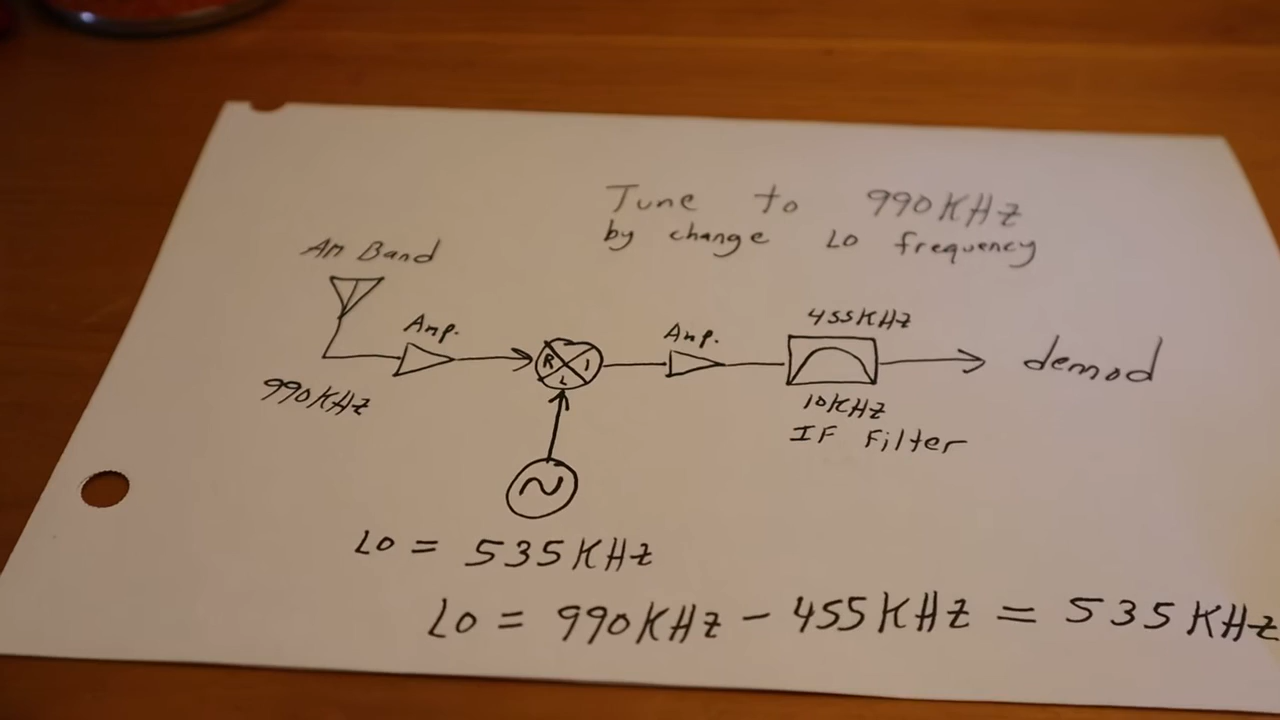 Tune to 990KHz
by change LO frequency
Am Band
Amp.
990KHz
R
I
L
Amp.
455KHz
10KHz
IF Filter
demod
LO = 535KHz
LO = 990KHz - 455KHz = 535KHz